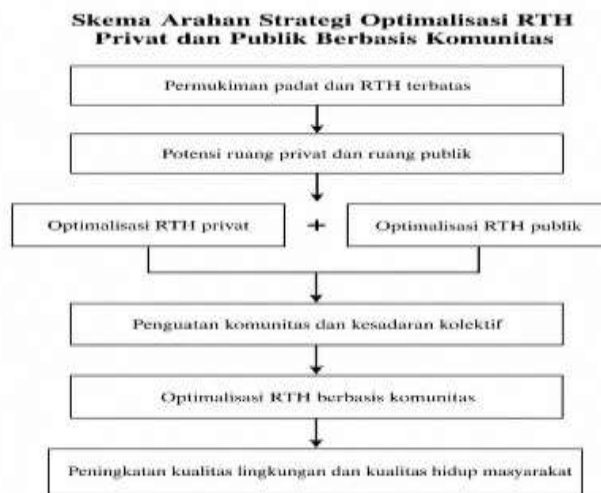 Skema Arahan Strategi Optimalisasi RTH
Privat dan Publik Berbasis Komunitas
Permukiman padat dan RTH terbatas
Potensi ruang privat dan ruang publik
Optimalisasi RTH privat
+
Optimalisasi RTH publik
Penguatan komunitas dan kesadaran kolektif
Optimalisasi RTH berbasis komunitas
Peningkatan kualitas lingkungan dan kualitas hidup masyarakat